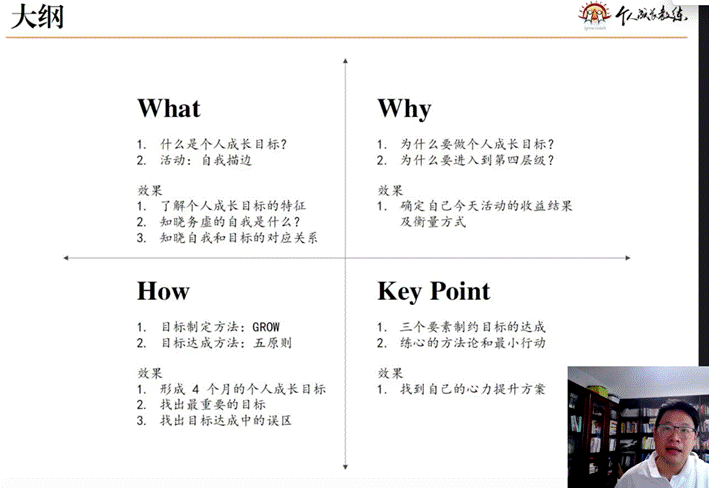 大纲
个人成长教练
What
1. 什么是个人成长目标？
2. 活动：自我描边
效果
1. 了解个人成长目标的特征
2. 知晓务虚的自我是什么？
3. 知晓自我和目标的对应关系
Why
1. 为什么要做个人成长目标？
2. 为什么要进入到第四层级？
效果
1. 确定自己今天活动的收益结果
及衡量方式
How
1. 目标制定方法：GROW
2. 目标达成方法：五原则
效果
1. 形成 4 个月的个人成长目标
2. 找出最重要的目标
3. 找出目标达成中的误区
Key Point
1. 三个要素制约目标的达成
2. 练心的方法论和最小行动
效果
1. 找到自己的心力提升方案